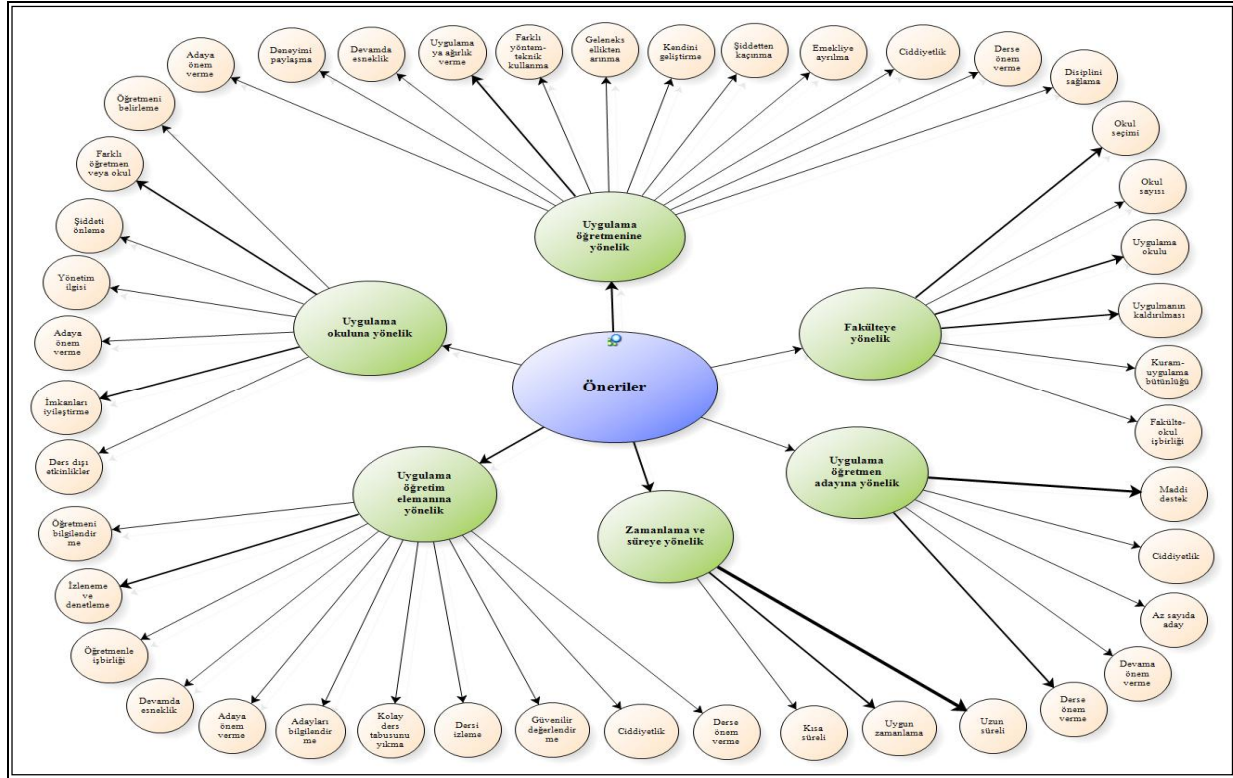 Adaya
önem
verme
Deneyimi
paylaşma
Devamda
esneklik
Uygulama
ya ağırlık
verme
Farklı
yöntem-
teknik
kullanma
Geleneks
ellikten
arınma
Kendini
geliştirme
Şiddetten
kaçınma
Emekliye
ayrılma
Ciddiyetlik
Derse
önem
verme
Disiplini
sağlama
Uygulama
öğretmenine
yönelik
Öğretmeni
belirleme
Farklı
öğretmen
veya okul
Şiddeti
önleme
Yönetim
ilgisi
Adaya
önem
verme
İmkanları
iyileştirme
Ders dışı
etkinlikler
Uygulama
okuluna yönelik
Öneriler
Fakülteye
yönelik
Okul
seçimi
Okul
sayısı
Uygulama
okulu
Uygulmanın
kaldırılması
Kuram-
uygulama
bütünlüğü
Fakülte-
okul
işbirliği
Uygulama
öğretim
elemanına
yönelik
Öğretmeni
bilgilendir
me
İzleneme
ve
denetleme
Öğretmenle
işbirliği
Devamda
esneklik
Adaya
önem
verme
Adayları
bilgilendir
me
Kolay
ders
tabusunu
yıkma
Dersi
izleme
Güvenilir
değerlendir
me
Ciddiyetlik
Derse
önem
verme
Zamanlama ve
süreye yönelik
Kısa
süreli
Uygun
zamanlama
Uzun
süreli
Uygulama
öğretmen
adayına yönelik
Maddi
destek
Ciddiyetlik
Az sayıda
aday
Devama
önem
verme
Derse
önem
verme